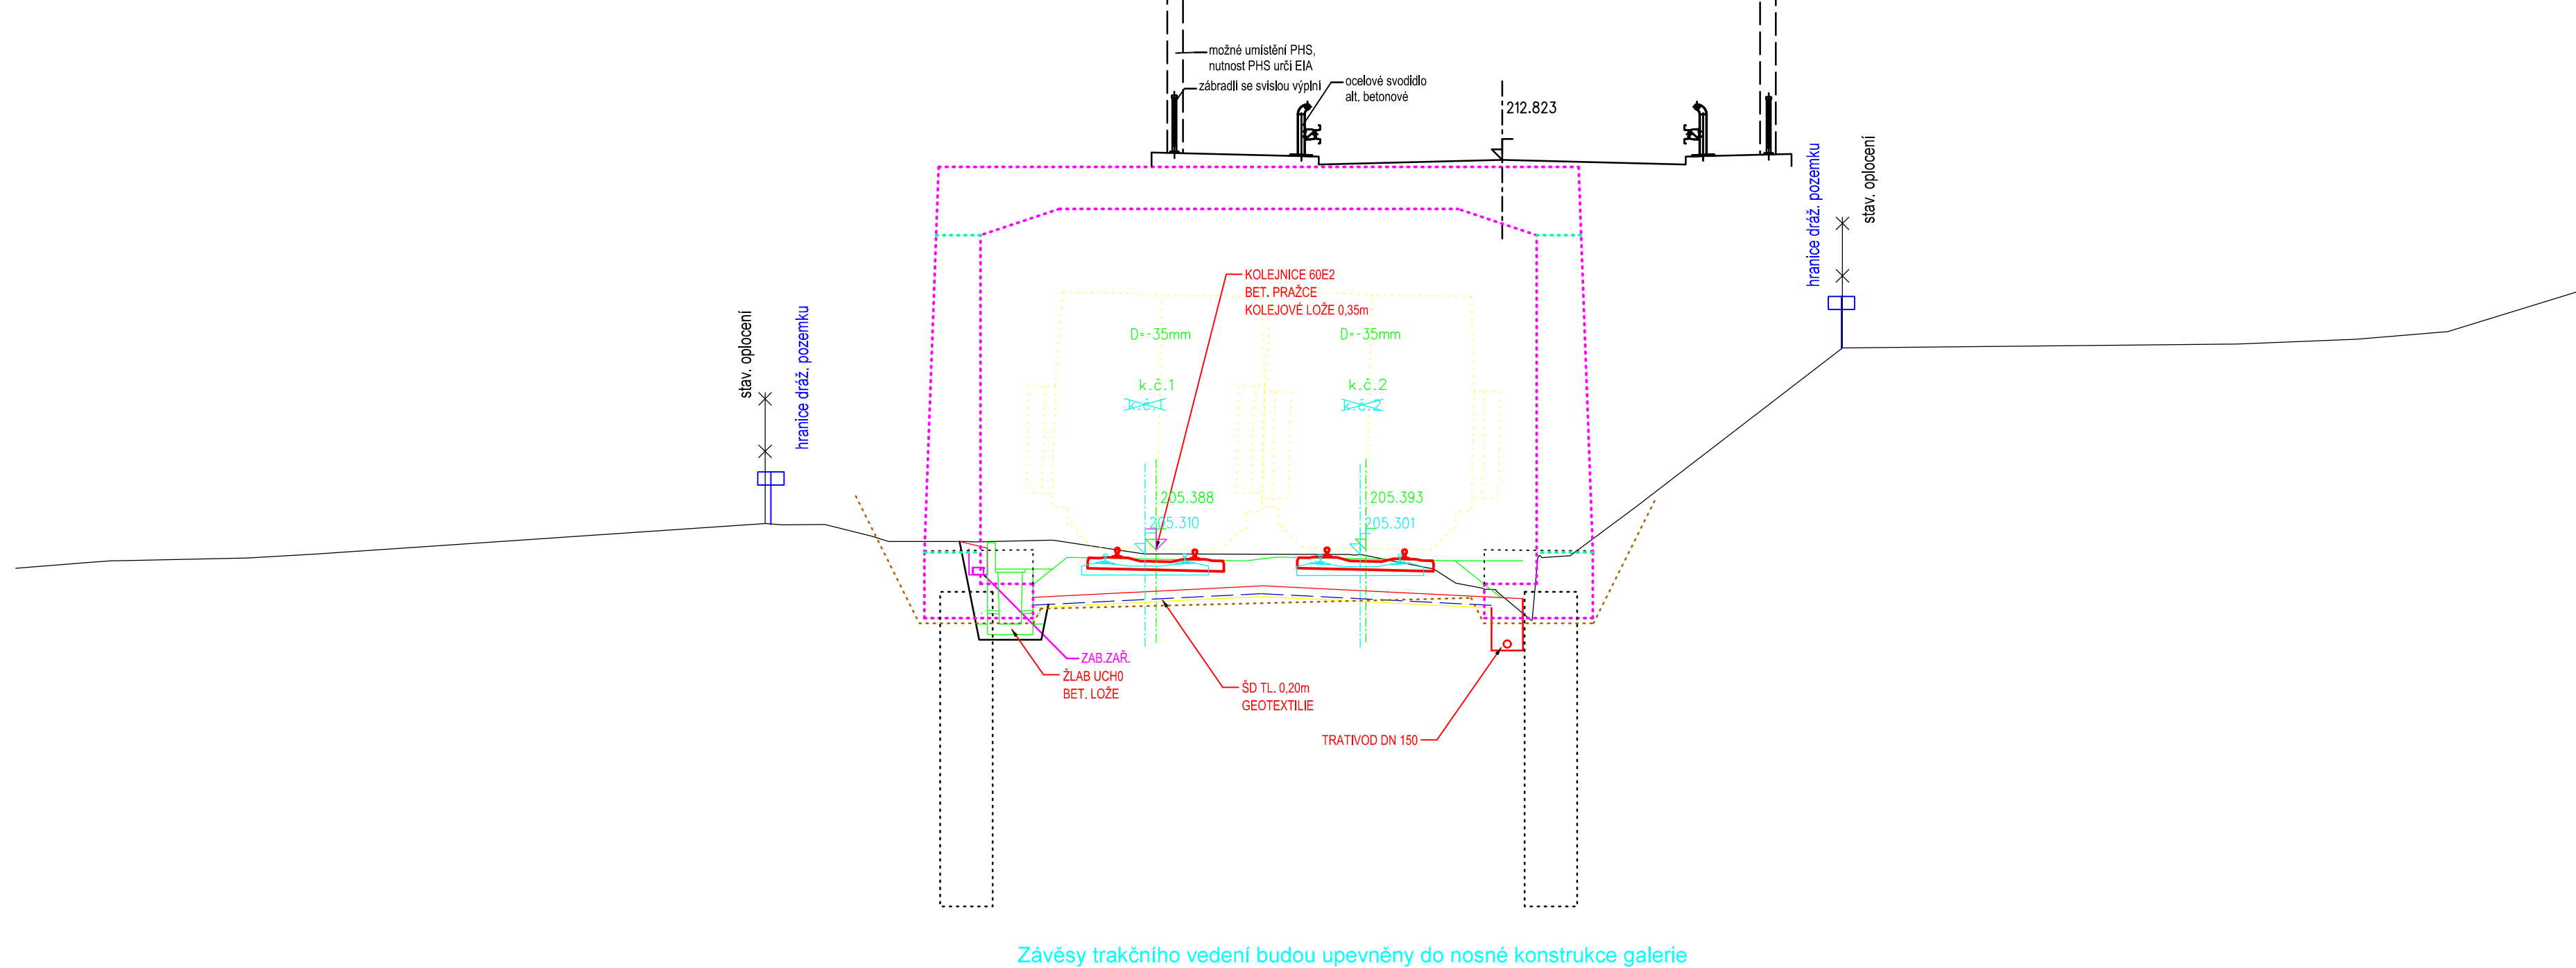 možné umístění PHS,
nutnost PHS určí EIA
zábradlí se svislou výplní
ocelové svodidlo
alt. betonové
212.823
stav. oplocení
hranice dráž. pozemku
hranice dráž. pozemku
stav. oplocení
KOLEJNICE 60E2
BET. PRAŽCE
KOLEJOVÉ LOŽE 0,35m
D=-35mm
D=-35mm
k.č.1
k.č.2
k.č.1
k.č.2
205.388
205.393
205.310
205.301
ZAB.ZAŘ.
ŽLAB UCH0
BET. LOŽE
ŠD TL. 0,20m
GEOTEXTILIE
TRATIVOD DN 150
Závěsy trakčního vedení budou upevněny do nosné konstrukce galerie